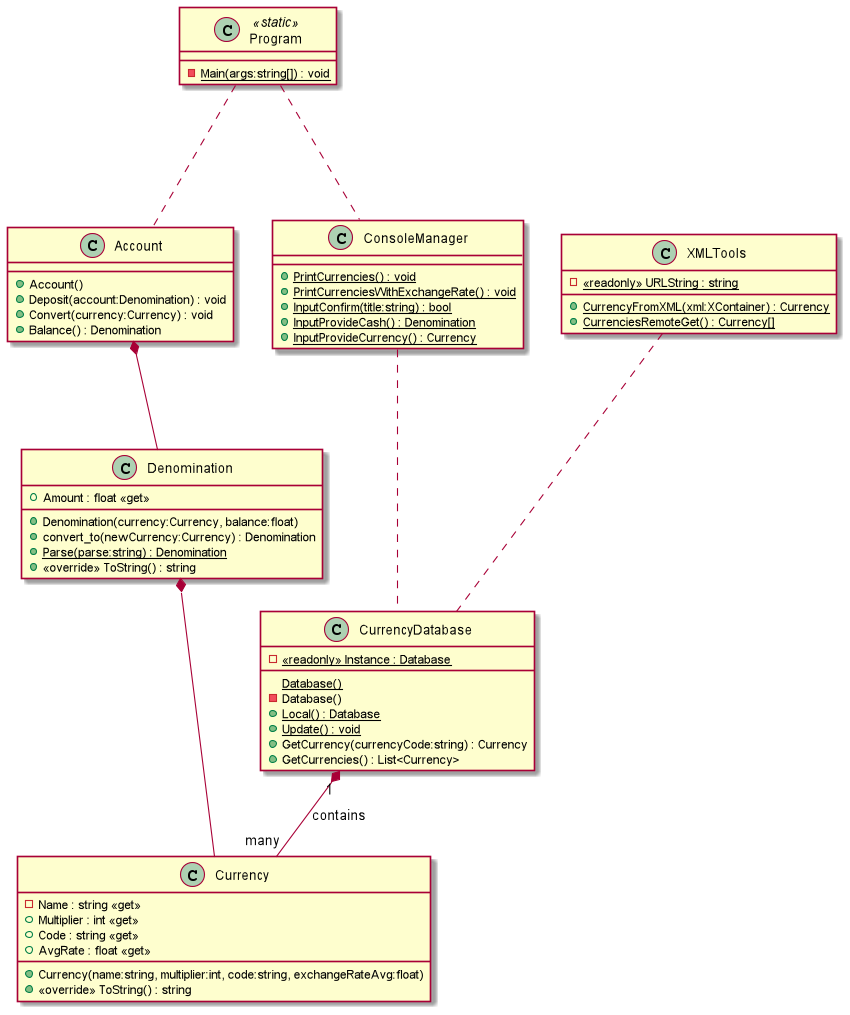 C
«static»
Program
Main(args:string[]) : void
C Account
Account()
Deposit(account:Denomination) : void
Convert(currency:Currency) : void
Balance() : Denomination
C ConsoleManager
PrintCurrencies() : void
PrintCurrenciesWithExchangeRate() : void
InputConfirm(title:string) : bool
InputProvideCash() : Denomination
InputProvideCurrency() : Currency
C XMLTools
«readonly» URLString : string
CurrencyFromXML(xml:XContainer) : Currency
CurrenciesRemoteGet() : Currency[]
C Denomination
Amount : float «get»
Denomination(currency:Currency, balance:float)
convert_to(newCurrency:Currency) : Denomination
Parse(parse:string) : Denomination
«override» ToString() : string
C CurrencyDatabase
«readonly» Instance : Database
Database()
Database()
Local() : Database
Update() : void
GetCurrency(currencyCode:string) : Currency
GetCurrencies() : List<Currency>
1
contains
many
C Currency
Name : string «get»
Multiplier : int «get»
Code : string «get»
AvgRate : float «get»
Currency(name:string, multiplier:int, code:string, exchangeRateAvg:float)
«override» ToString() : string